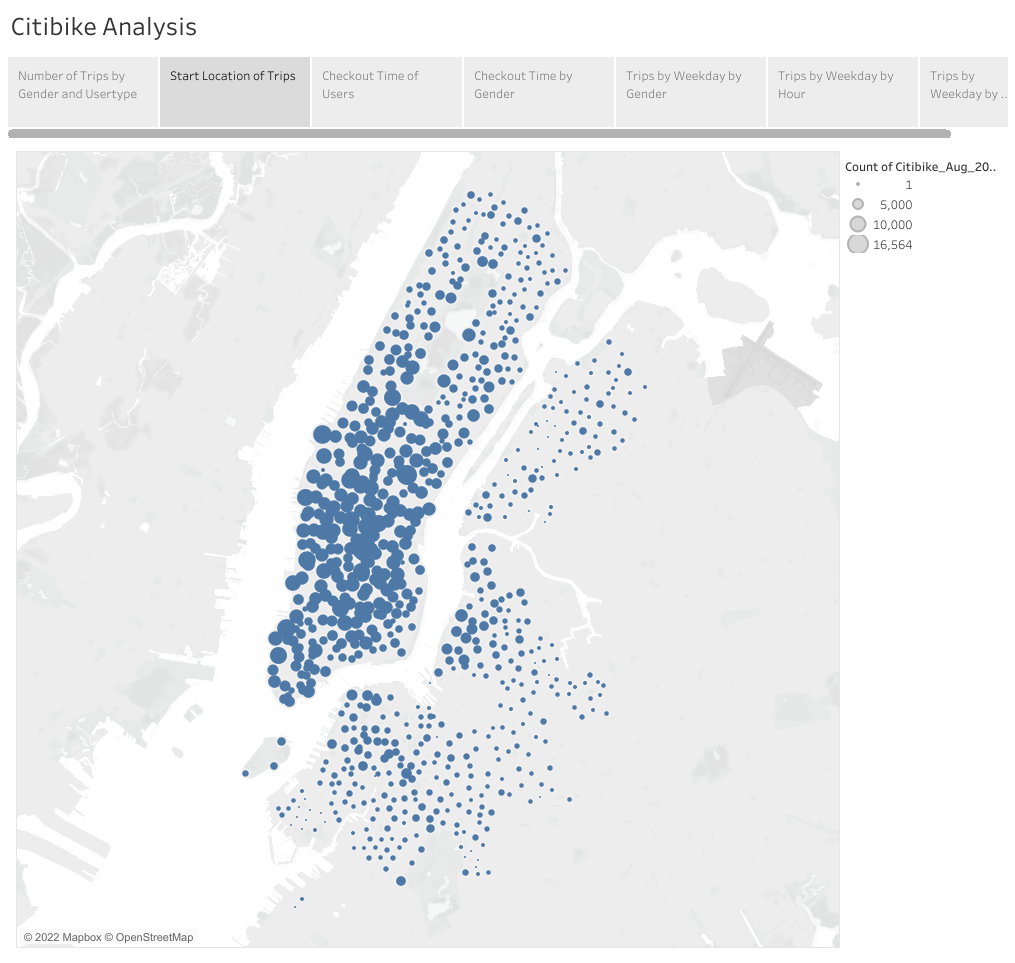 Citibike Analysis
Number of Trips by
Gender and Usertype
Start Location of Trips
Checkout Time of
Users
Checkout Time by
Gender
Trips by Weekday by
Gender
Trips by Weekday by
Hour
Trips by
Weekday by ..
Count of Citibike_Aug_20..
1
5,000
10,000
16,564
© 2022 Mapbox © OpenStreetMap